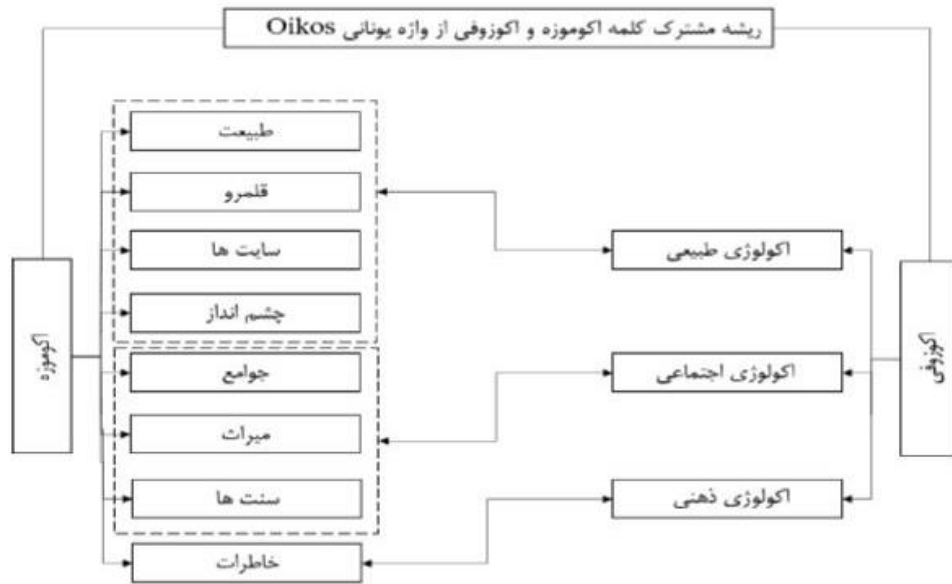 ریشه مشترک کلمه اکوموزه و اکوزوفی از واژه یونانی Oikos
اکوزوفی
اکولوژی طبیعی
اکولوژی اجتماعی
اکولوژی ذهنی
طبیعت
قلمرو
سایت ها
چشم انداز
جوامع
میراث
سنت ها
خاطرات
اکوموزه